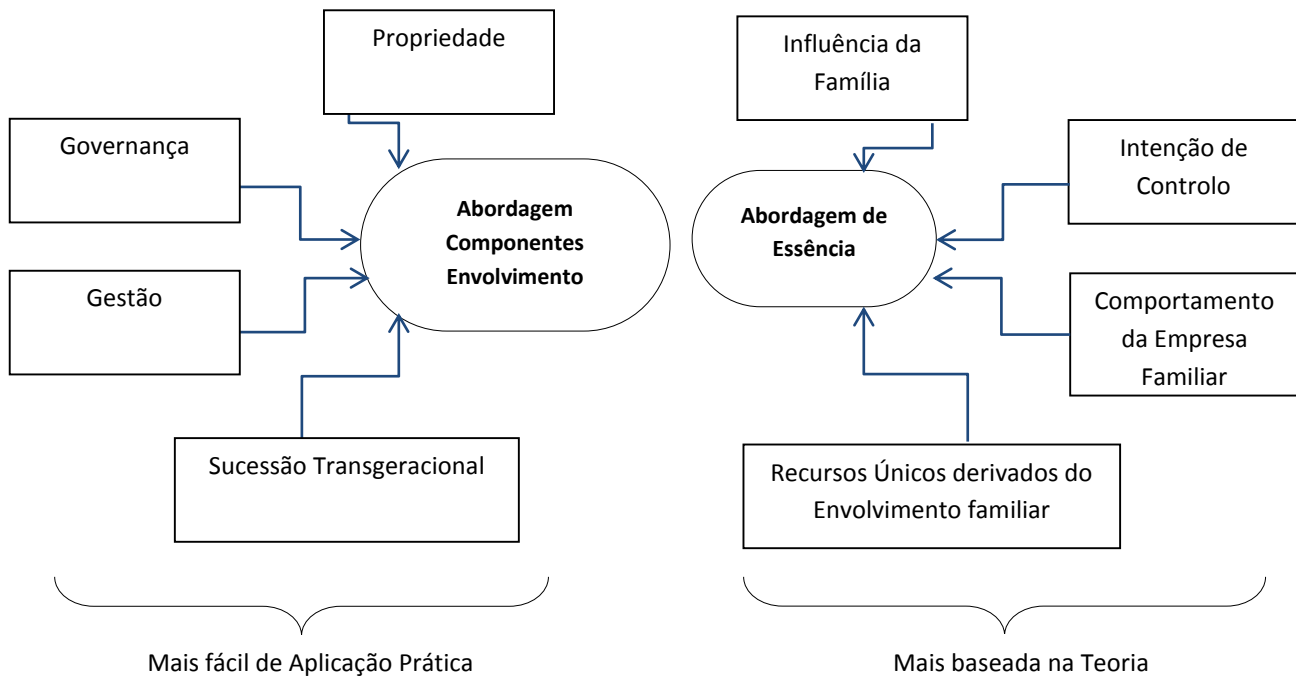 Propriedade
Governança
Gestão
Abordagem
Componentes
Envolvimento
Sucessão Transgeracional
Mais fácil de Aplicação Prática
Influência da
Família
Intenção de
Controlo
Abordagem de
Essência
Comportamento
da Empresa
Familiar
Recursos Únicos derivados do
Envolvimento familiar
Mais baseada na Teoria